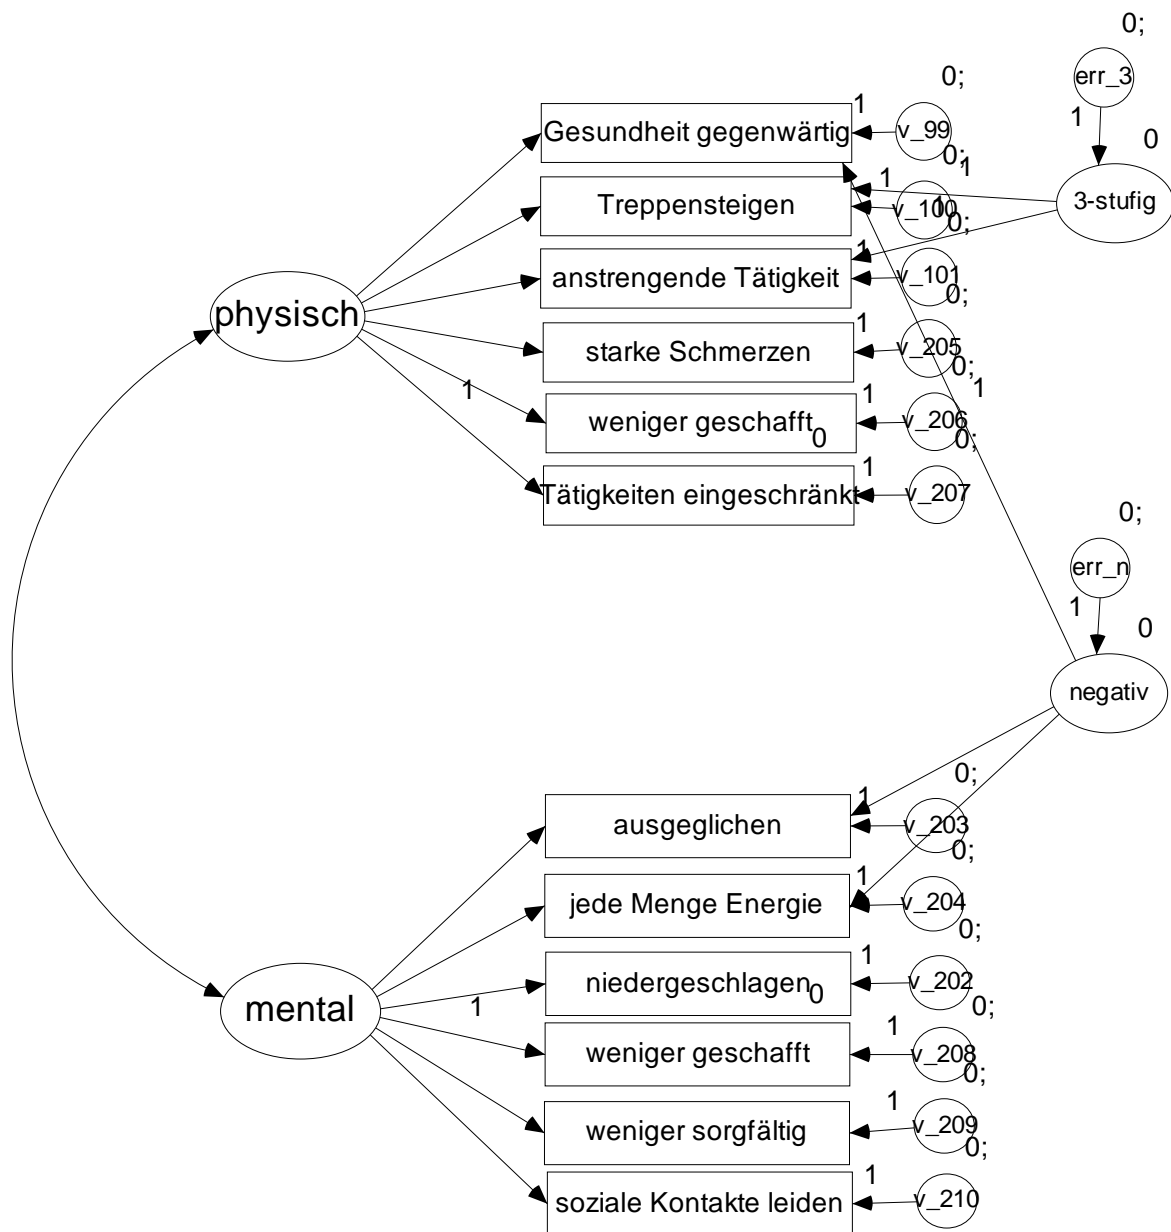 0;
err_3
0;
1
1
Gesundheit gegenwärtig
v_99
0
0;
1
1
3-stufig
Treppensteigen
v_100
1
0;
1
anstrengende Tätigkeit
v_101
0;
physisch
1
starke Schmerzen
v_205
0;
1
1
1
weniger geschafft
v_206
0
0;
1
Tätigkeiten eingeschränkt
v_207
0;
err_n
1
0
negativ
0;
1
ausgeglichen
v_203
0;
1
jede Menge Energie
v_204
0;
1
niedergeschlagen
v_202
0
1
0;
mental
1
weniger geschafft
v_208
0;
1
weniger sorgfältig
v_209
0;
1
soziale Kontakte leiden
v_210